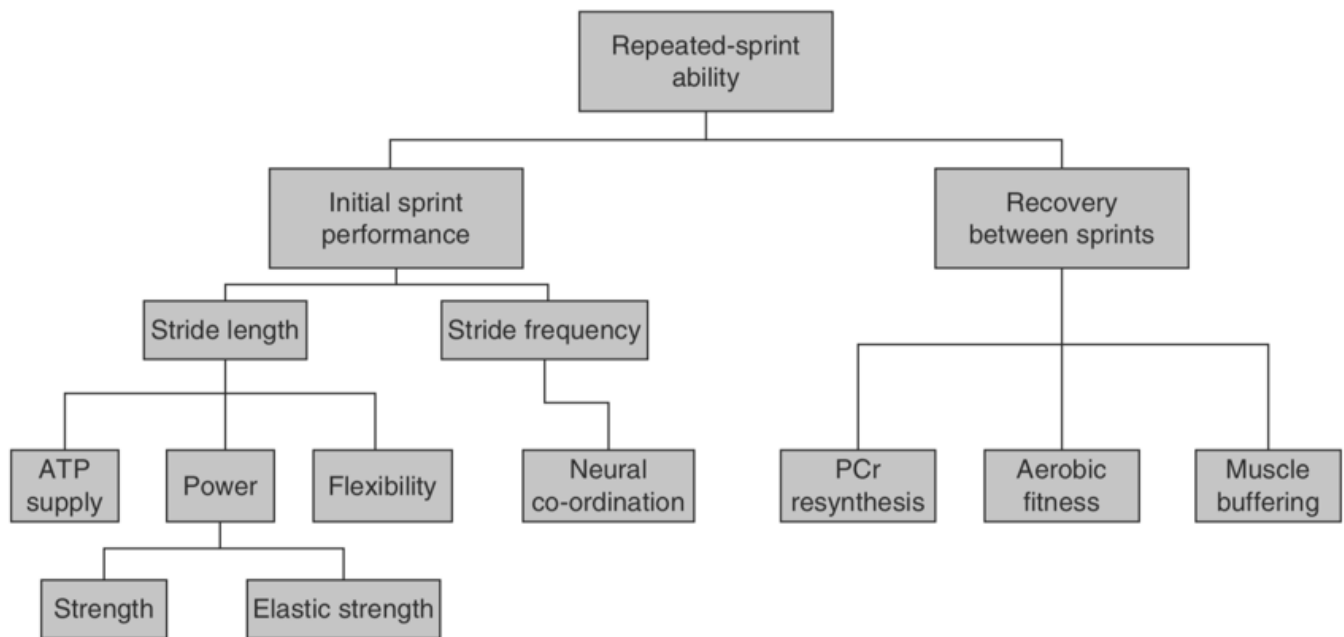 Repeated-sprint
ability
Initial sprint
performance
Recovery
between sprints
Stride length
Stride frequency
ATP
supply
Power
Flexibility
Neural
co-ordination
PCr
resynthesis
Aerobic
fitness
Muscle
buffering
Strength
Elastic strength